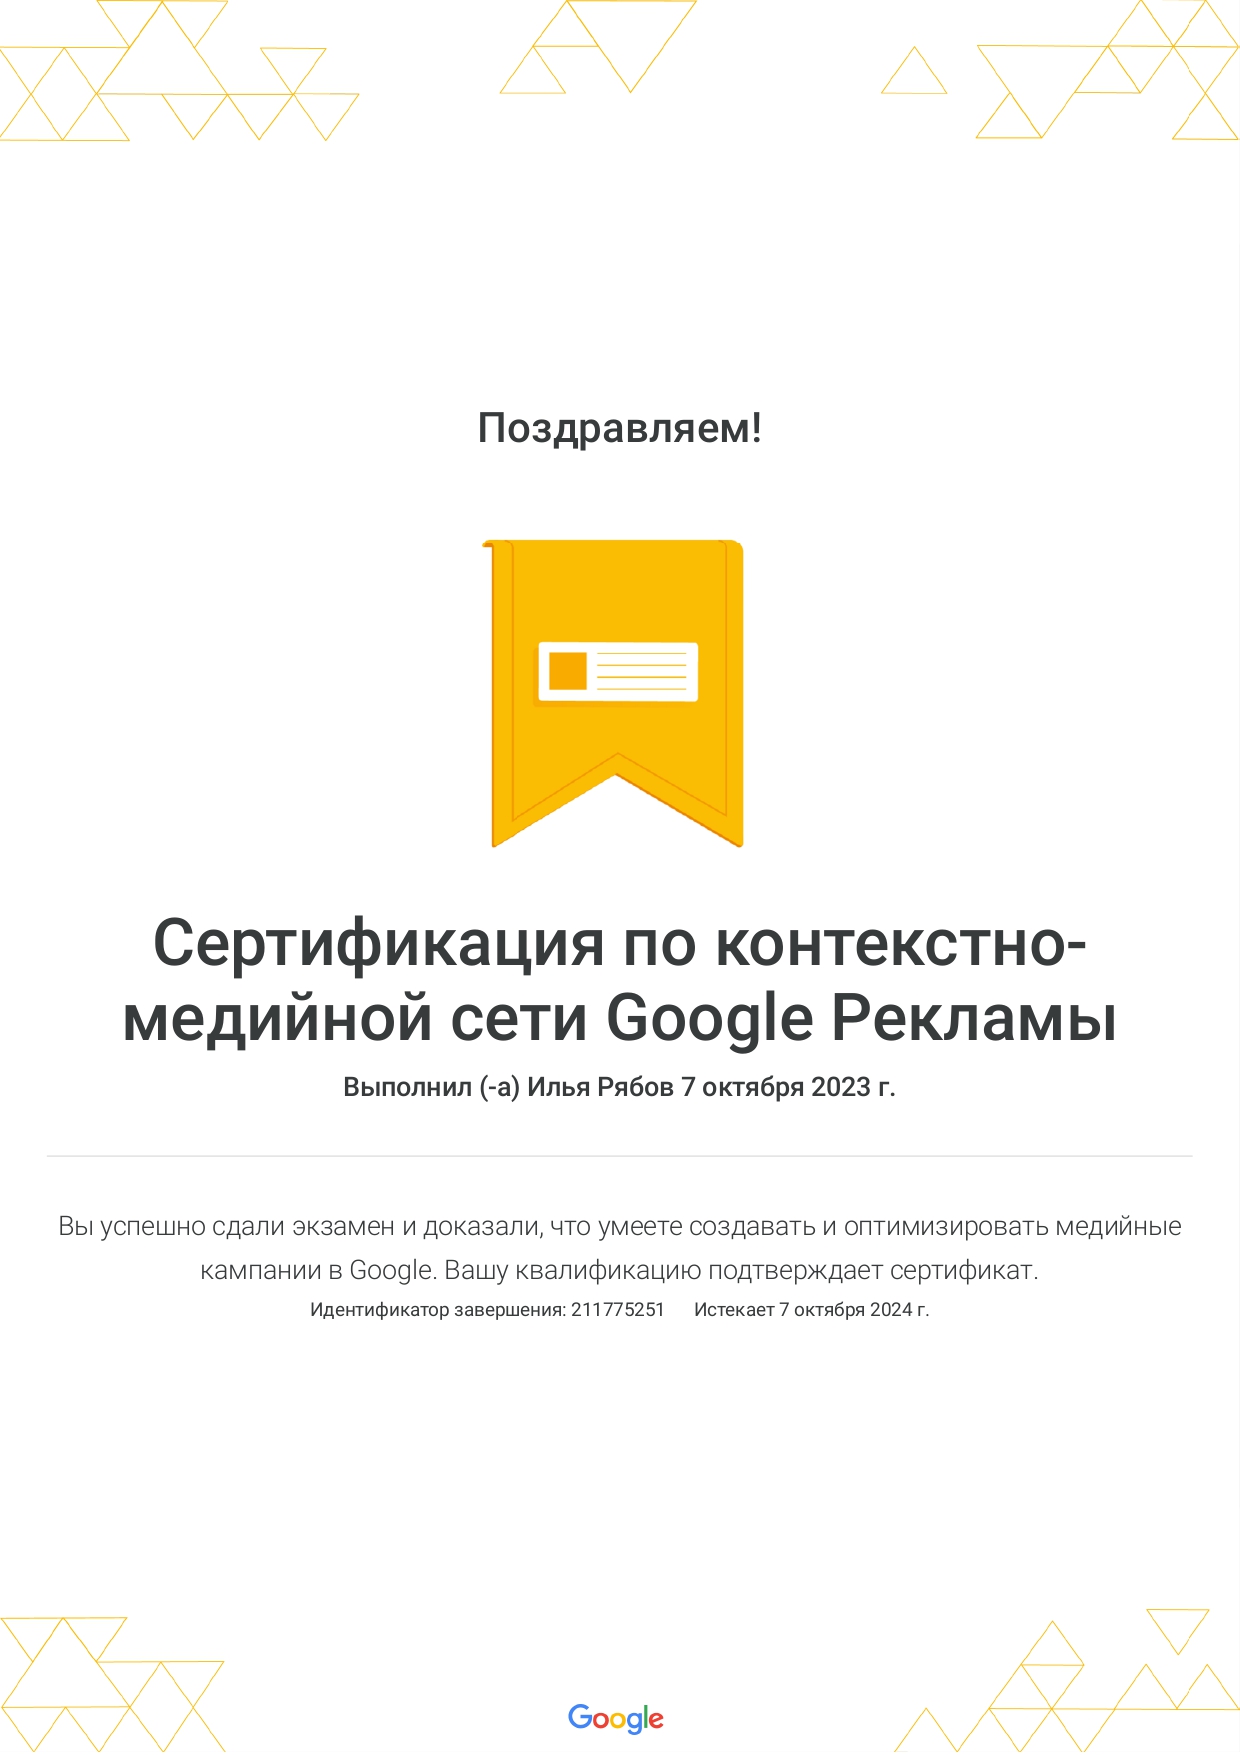 Поздравляем!
Сертификация по контекстно-
медийной сети Google Рекламы
Выполнил (-а) Илья Рябов 7 октября 2023 г.
Вы успешно сдали экзамен и доказали, что умеете создавать и оптимизировать медийные
кампании в Google. Вашу квалификацию подтверждает сертификат.
Идентификатор завершения: 211775251 Истекает 7 октября 2024 г.
Google